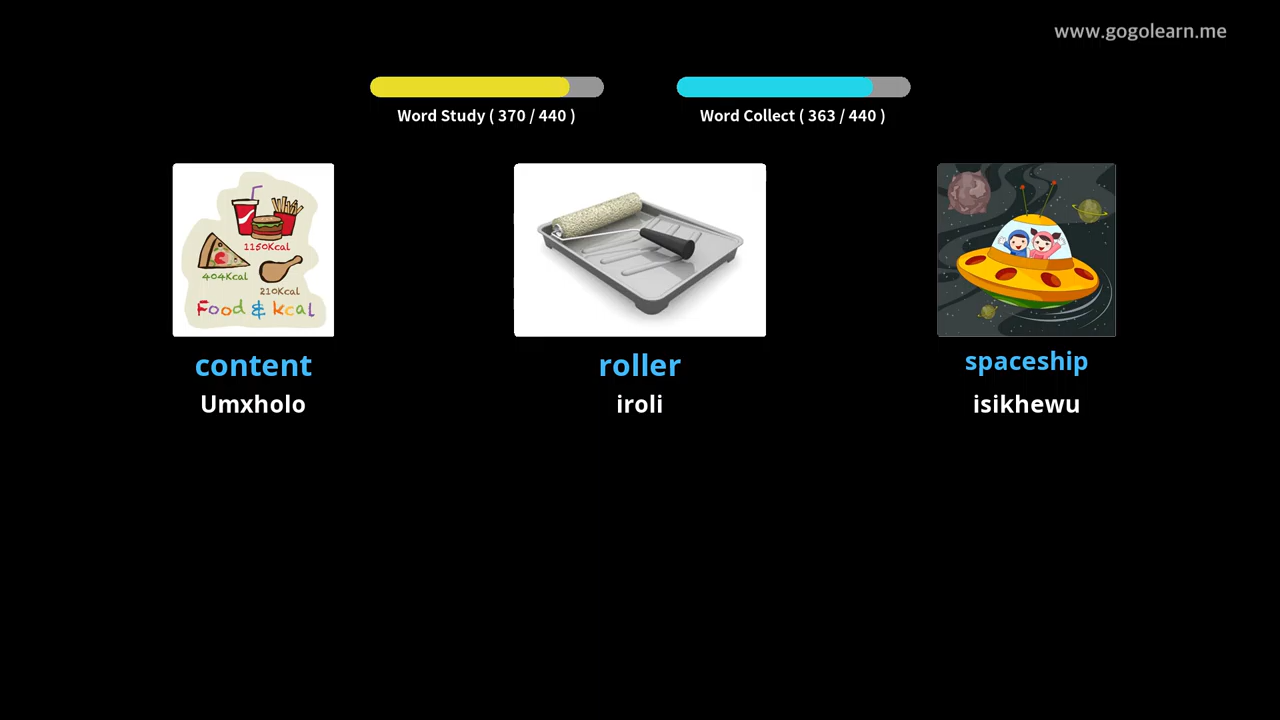 www.gogolearn.me
Word Study ( 370 / 440 )
Word Collect ( 363 / 440 )
1150Kcal
404Kcal
210Kcal
Food & kcal
content
roller
spaceship
Umxholo
iroli
isikhewu